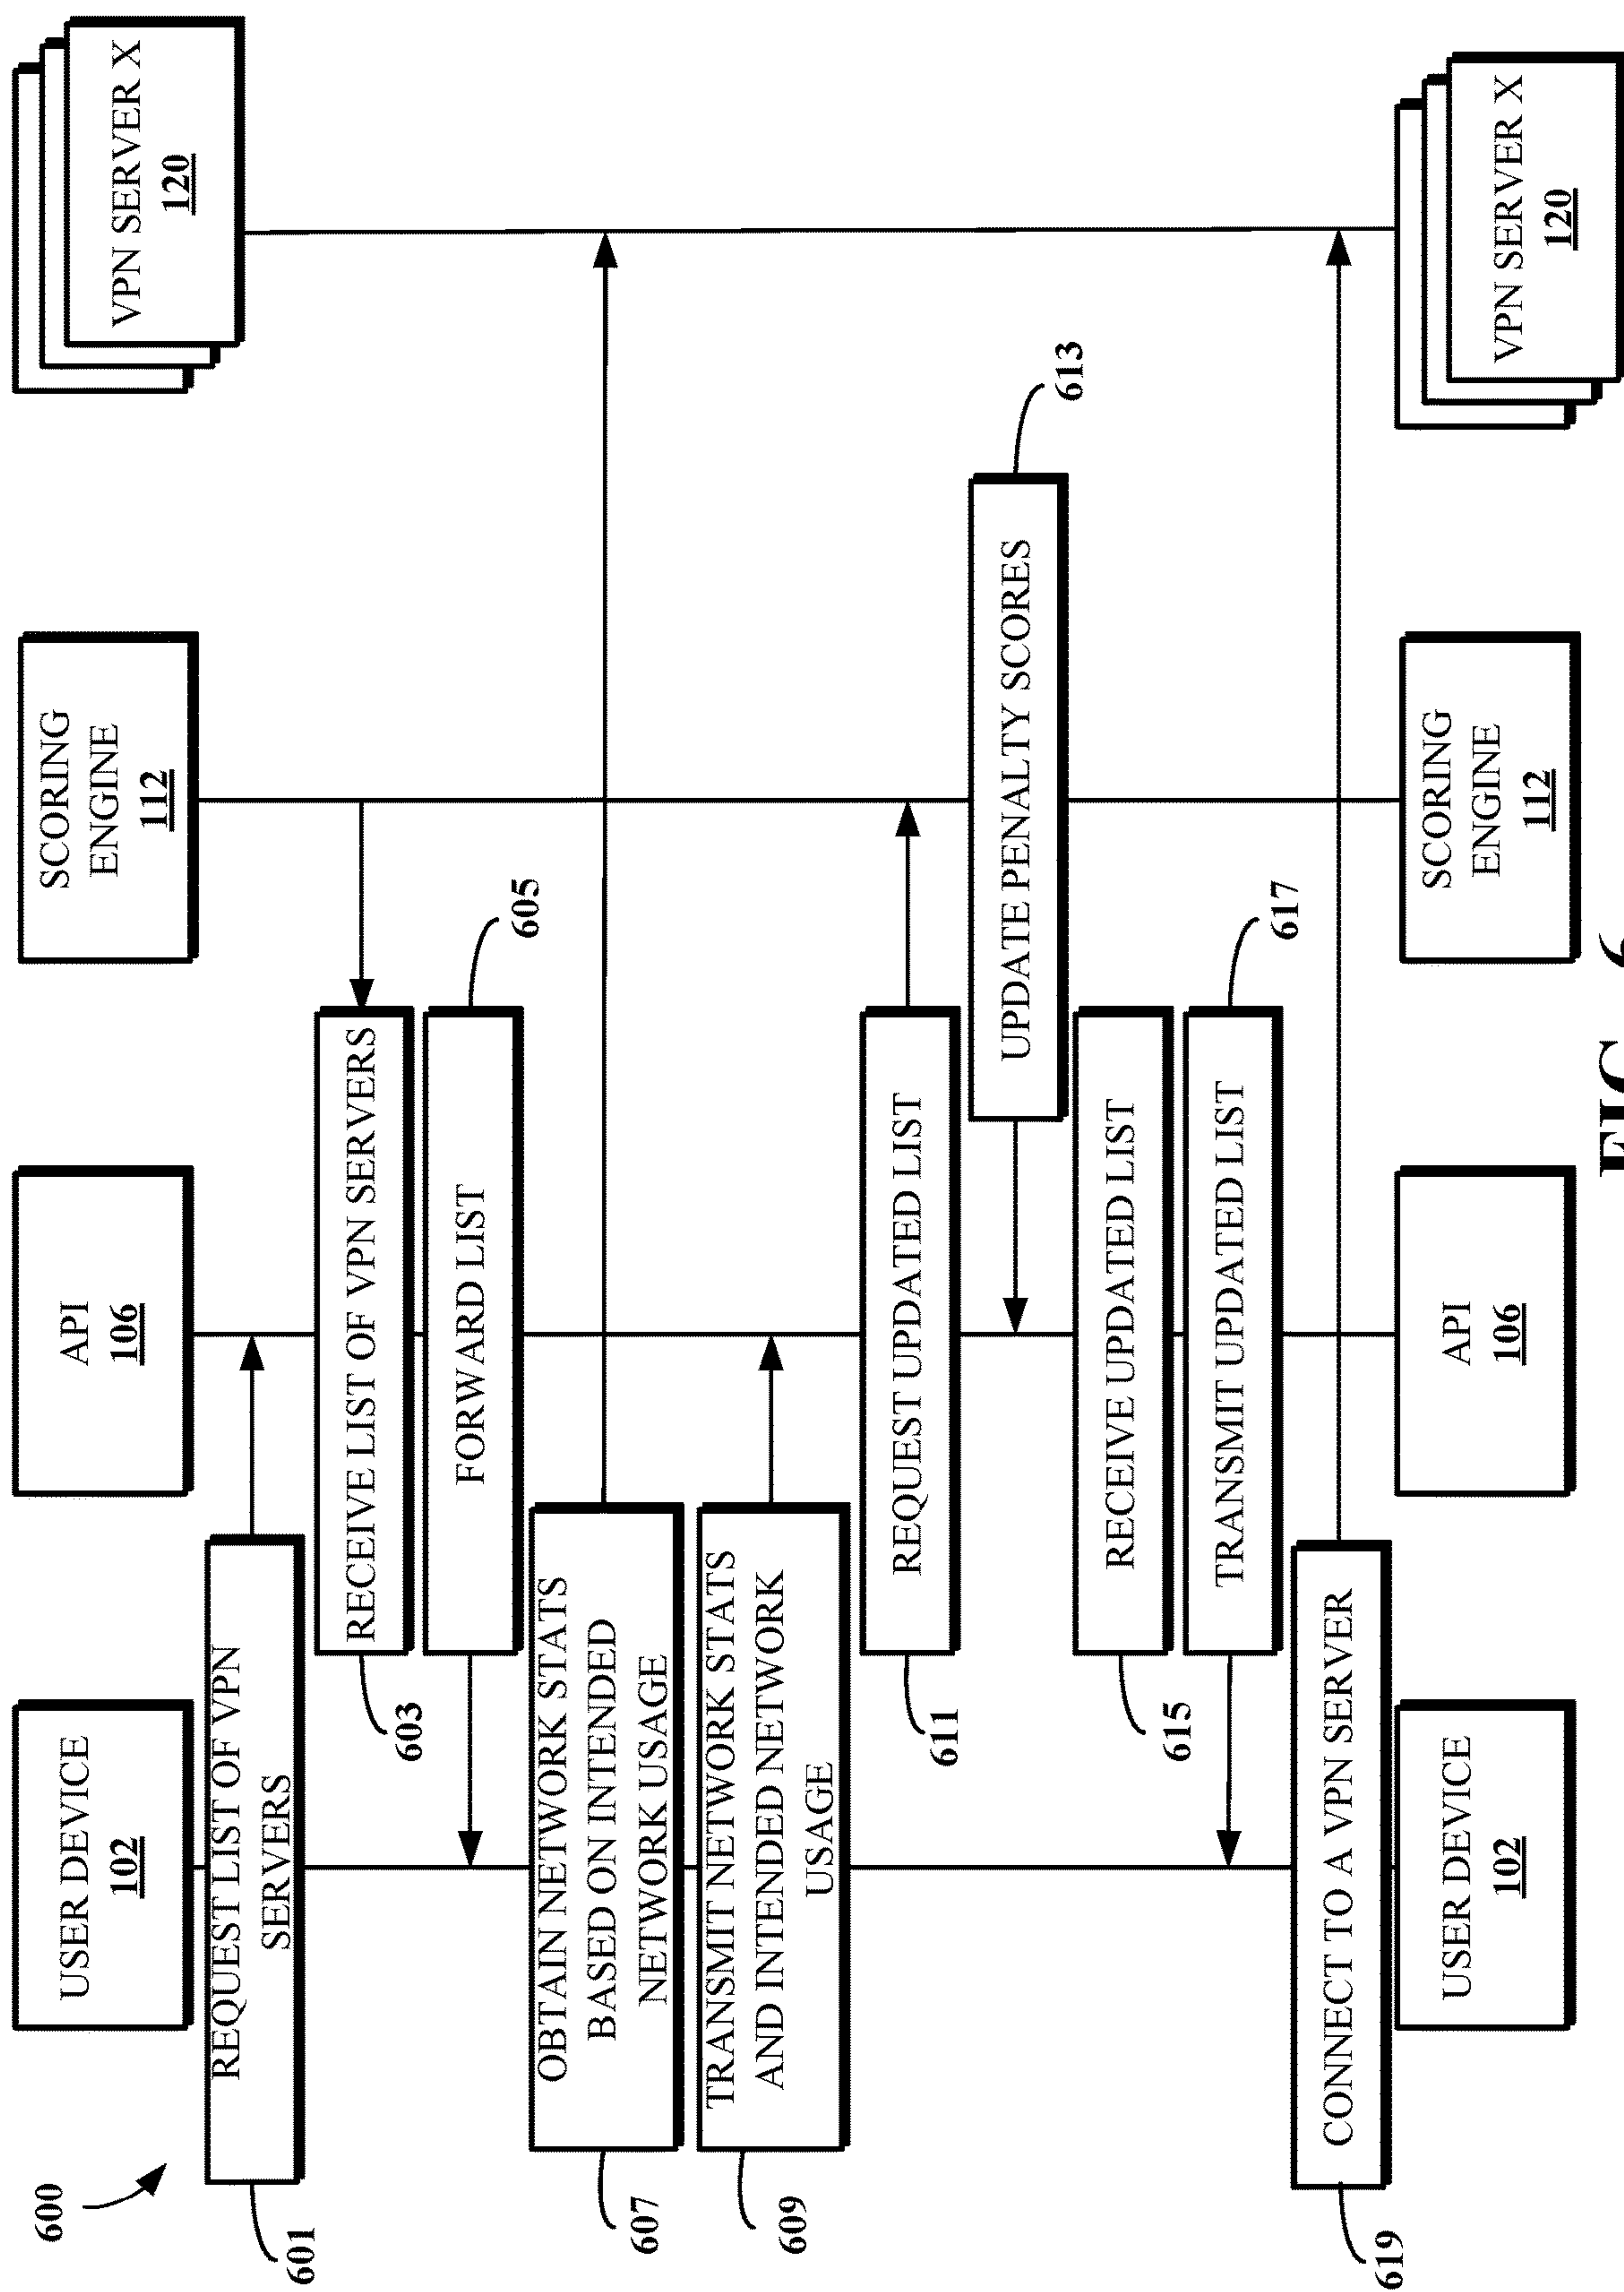 600
USER DEVICE
102
API
106
SCORING
ENGINE
112
VPN SERVER X
120
601
REQUEST LIST OF VPN
SERVERS
RECEIVE LIST OF VPN SERVERS
603
FORWARD LIST
605
607
OBTAIN NETWORK STATS
BASED ON INTENDED
NETWORK USAGE
609
TRANSMIT NETWORK STATS
AND INTENDED NETWORK
USAGE
611
REQUEST UPDATED LIST
UPDATE PENALTY SCORES
613
615
RECEIVE UPDATED LIST
TRANSMIT UPDATED LIST
617
619
CONNECT TO A VPN SERVER
USER DEVICE
102
API
106
SCORING
ENGINE
112
VPN SERVER X
120
FIG. 6